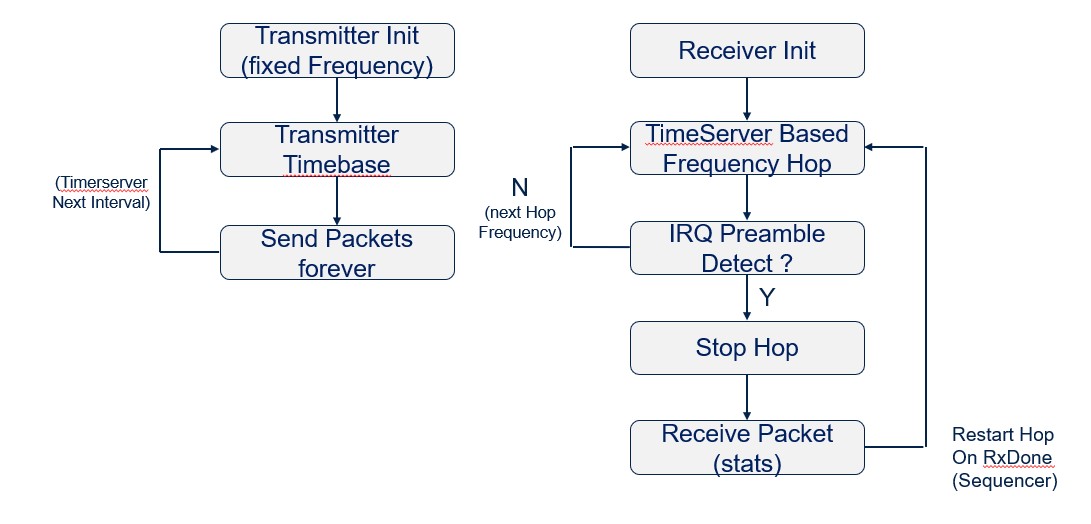 Transmitter Init
(fixed Frequency)
Transmitter
Timebase
(Timerserver
Next Interval)
Send Packets
forever
Receiver Init
TimeServer Based
Frequency Hop
N
(next Hop
Frequency)
IRQ Preamble
Detect ?
Y
Stop Hop
Receive Packet
(stats)
Restart Hop
On RxDone
(Sequencer)